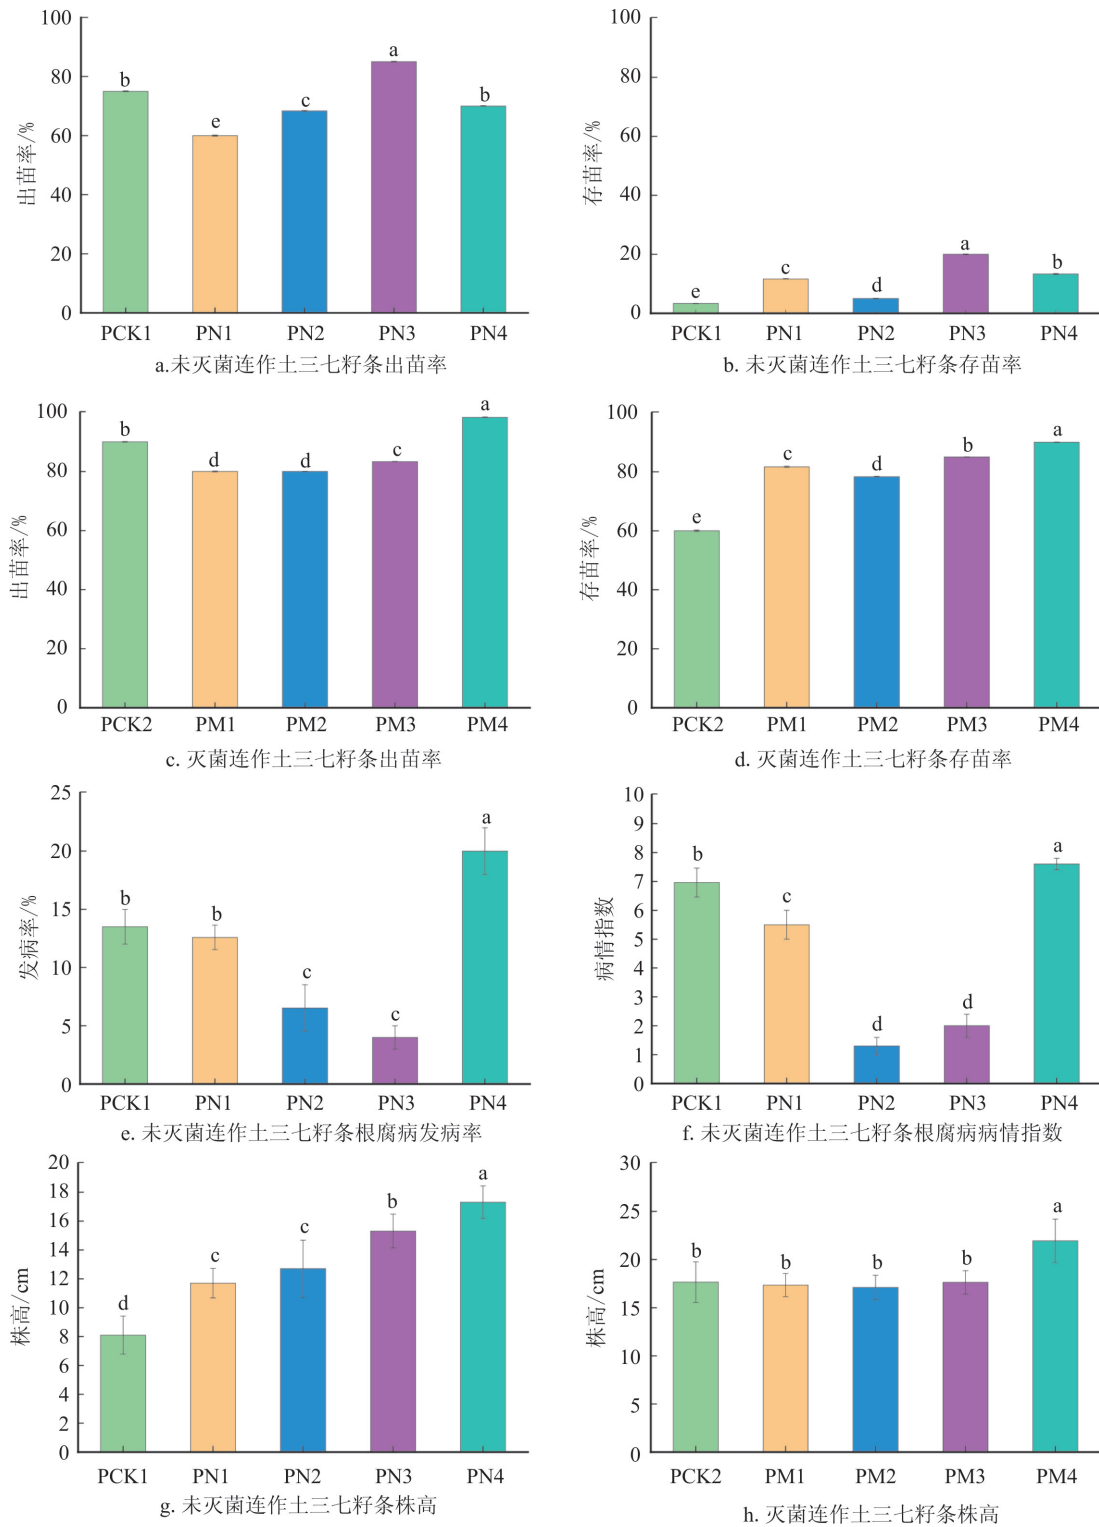 100
80
60
40
20
0
出苗率/%
b
e
c
a
b
PCK1 PN1 PN2 PN3 PN4
a.未灭菌连作土三七籽条出苗率
100
80
60
40
20
0
存苗率/%
e
c
d
a
b
PCK1 PN1 PN2 PN3 PN4
b. 未灭菌连作土三七籽条存苗率
100
80
60
40
20
0
出苗率/%
b
d
d
c
a
PCK2 PM1 PM2 PM3 PM4
c. 灭菌连作土三七籽条出苗率
100
80
60
40
20
0
存苗率/%
e
c
d
b
a
PCK2 PM1 PM2 PM3 PM4
d. 灭菌连作土三七籽条存苗率
25
20
15
10
5
0
发病率/%
b
b
c
c
a
PCK1 PN1 PN2 PN3 PN4
e. 未灭菌连作土三七籽条根腐病发病率
10
9
8
7
6
5
4
3
2
1
0
病情指数
b
c
d
d
a
PCK1 PN1 PN2 PN3 PN4
f. 未灭菌连作土三七籽条根腐病病情指数
20
18
16
14
12
10
8
6
4
2
0
株高/cm
d
c
c
b
a
PCK1 PN1 PN2 PN3 PN4
g. 未灭菌连作土三七籽条株高
30
25
20
15
10
5
0
株高/cm
b
b
b
b
a
PCK2 PM1 PM2 PM3 PM4
h. 灭菌连作土三七籽条株高